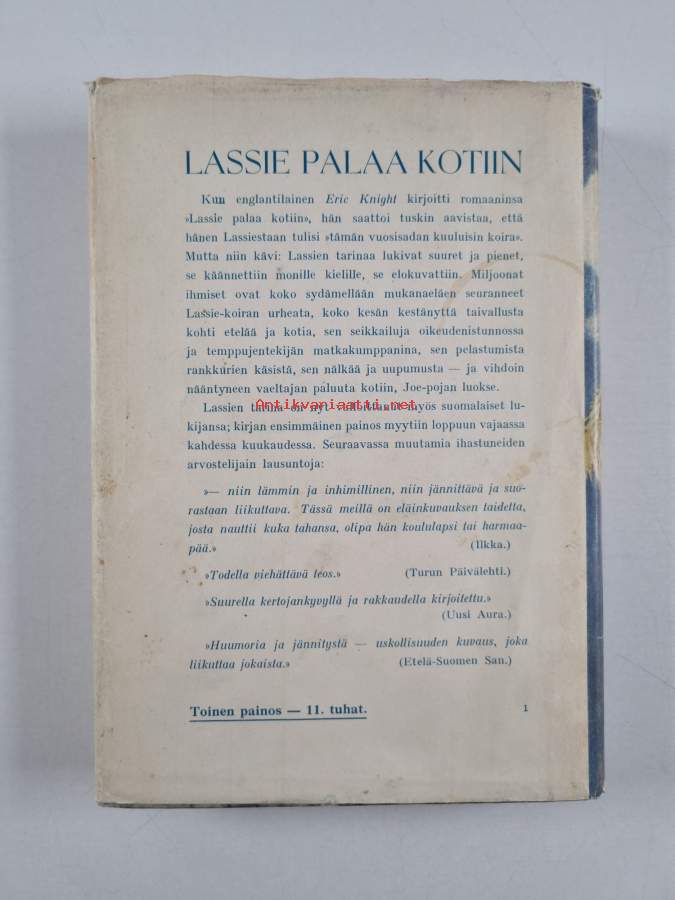 LASSIE PALAA KOTIIN
Kun englantilainen Eric Knight kirjoitti romaaninsa
»Lassie palaa kotiin», hän saattoi tuskin aavistaa, että
hänen Lassiestaan tulisi »tämän vuosisadan kuuluisin koira».
Mutta niin kävi: Lassien tarinaa lukivat suuret ja pienet,
se käännettiin monille kielille, se elokuvattiin. Miljoonat
ihmiset ovat koko sydämellään mukanaeläen seuranneet
Lassie-koiran urheata, koko kesän kestänyttä taivallusta
kohti etelää ja kotia, sen seikkailuja oikeudenistunnossa
ja temppujentekijän matkakumppanina, sen pelastumista
rankkurien käsistä, sen nälkää ja uupumusta — ja vihdoin
nääntyneen vaeltajan paluuta kotiin, Joe-pojan luokse.
Antikvariaatti.net
Lassien tarina on nyt myös suomalaiset lu-
kijansa; kirjan ensimmäinen painos myytiin loppuun vajaassa
kahdessa kuukaudessa. Seuraavassa muutamia ihastuneiden
arvostelijain lausuntoja:
»— niin lämmin ja inhimillinen, niin jännittävä ja suo-
rastaan liikuttava. Tässä meillä on eläinkuvauksen taidetta,
josta nauttii kuka tahansa, olipa hän koululapsi tai harmaa-
pää.» (Ilkka.)
»Todella viehättävä teos.» (Turun Päivälehti.)
»Suurella kertojankyvyllä ja rakkaudella kirjoitettu.»
(Uusi Aura.)
»Huumoria ja jännitystä — uskollisuuden kuvaus, joka
liikuttaa jokaista.» (Etelä-Suomen San.)
Toinen painos — 11. tuhat. 1